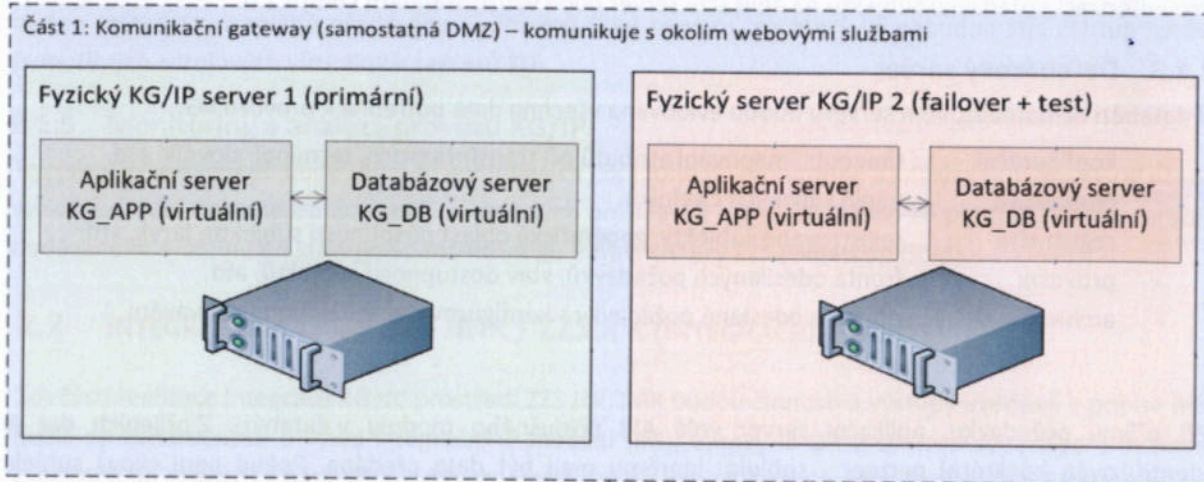 Část 1: Komunikační gateway (samostatná DMZ) – komunikuje s okolím webovými službami
Fyzický KG/IP server 1 (primární)
Aplikační server
KG_APP (virtuální)
Databázový server
KG_DB (virtuální)
Fyzický server KG/IP 2 (failover + test)
Aplikační server
KG_APP (virtuální)
Databázový server
KG_DB (virtuální)